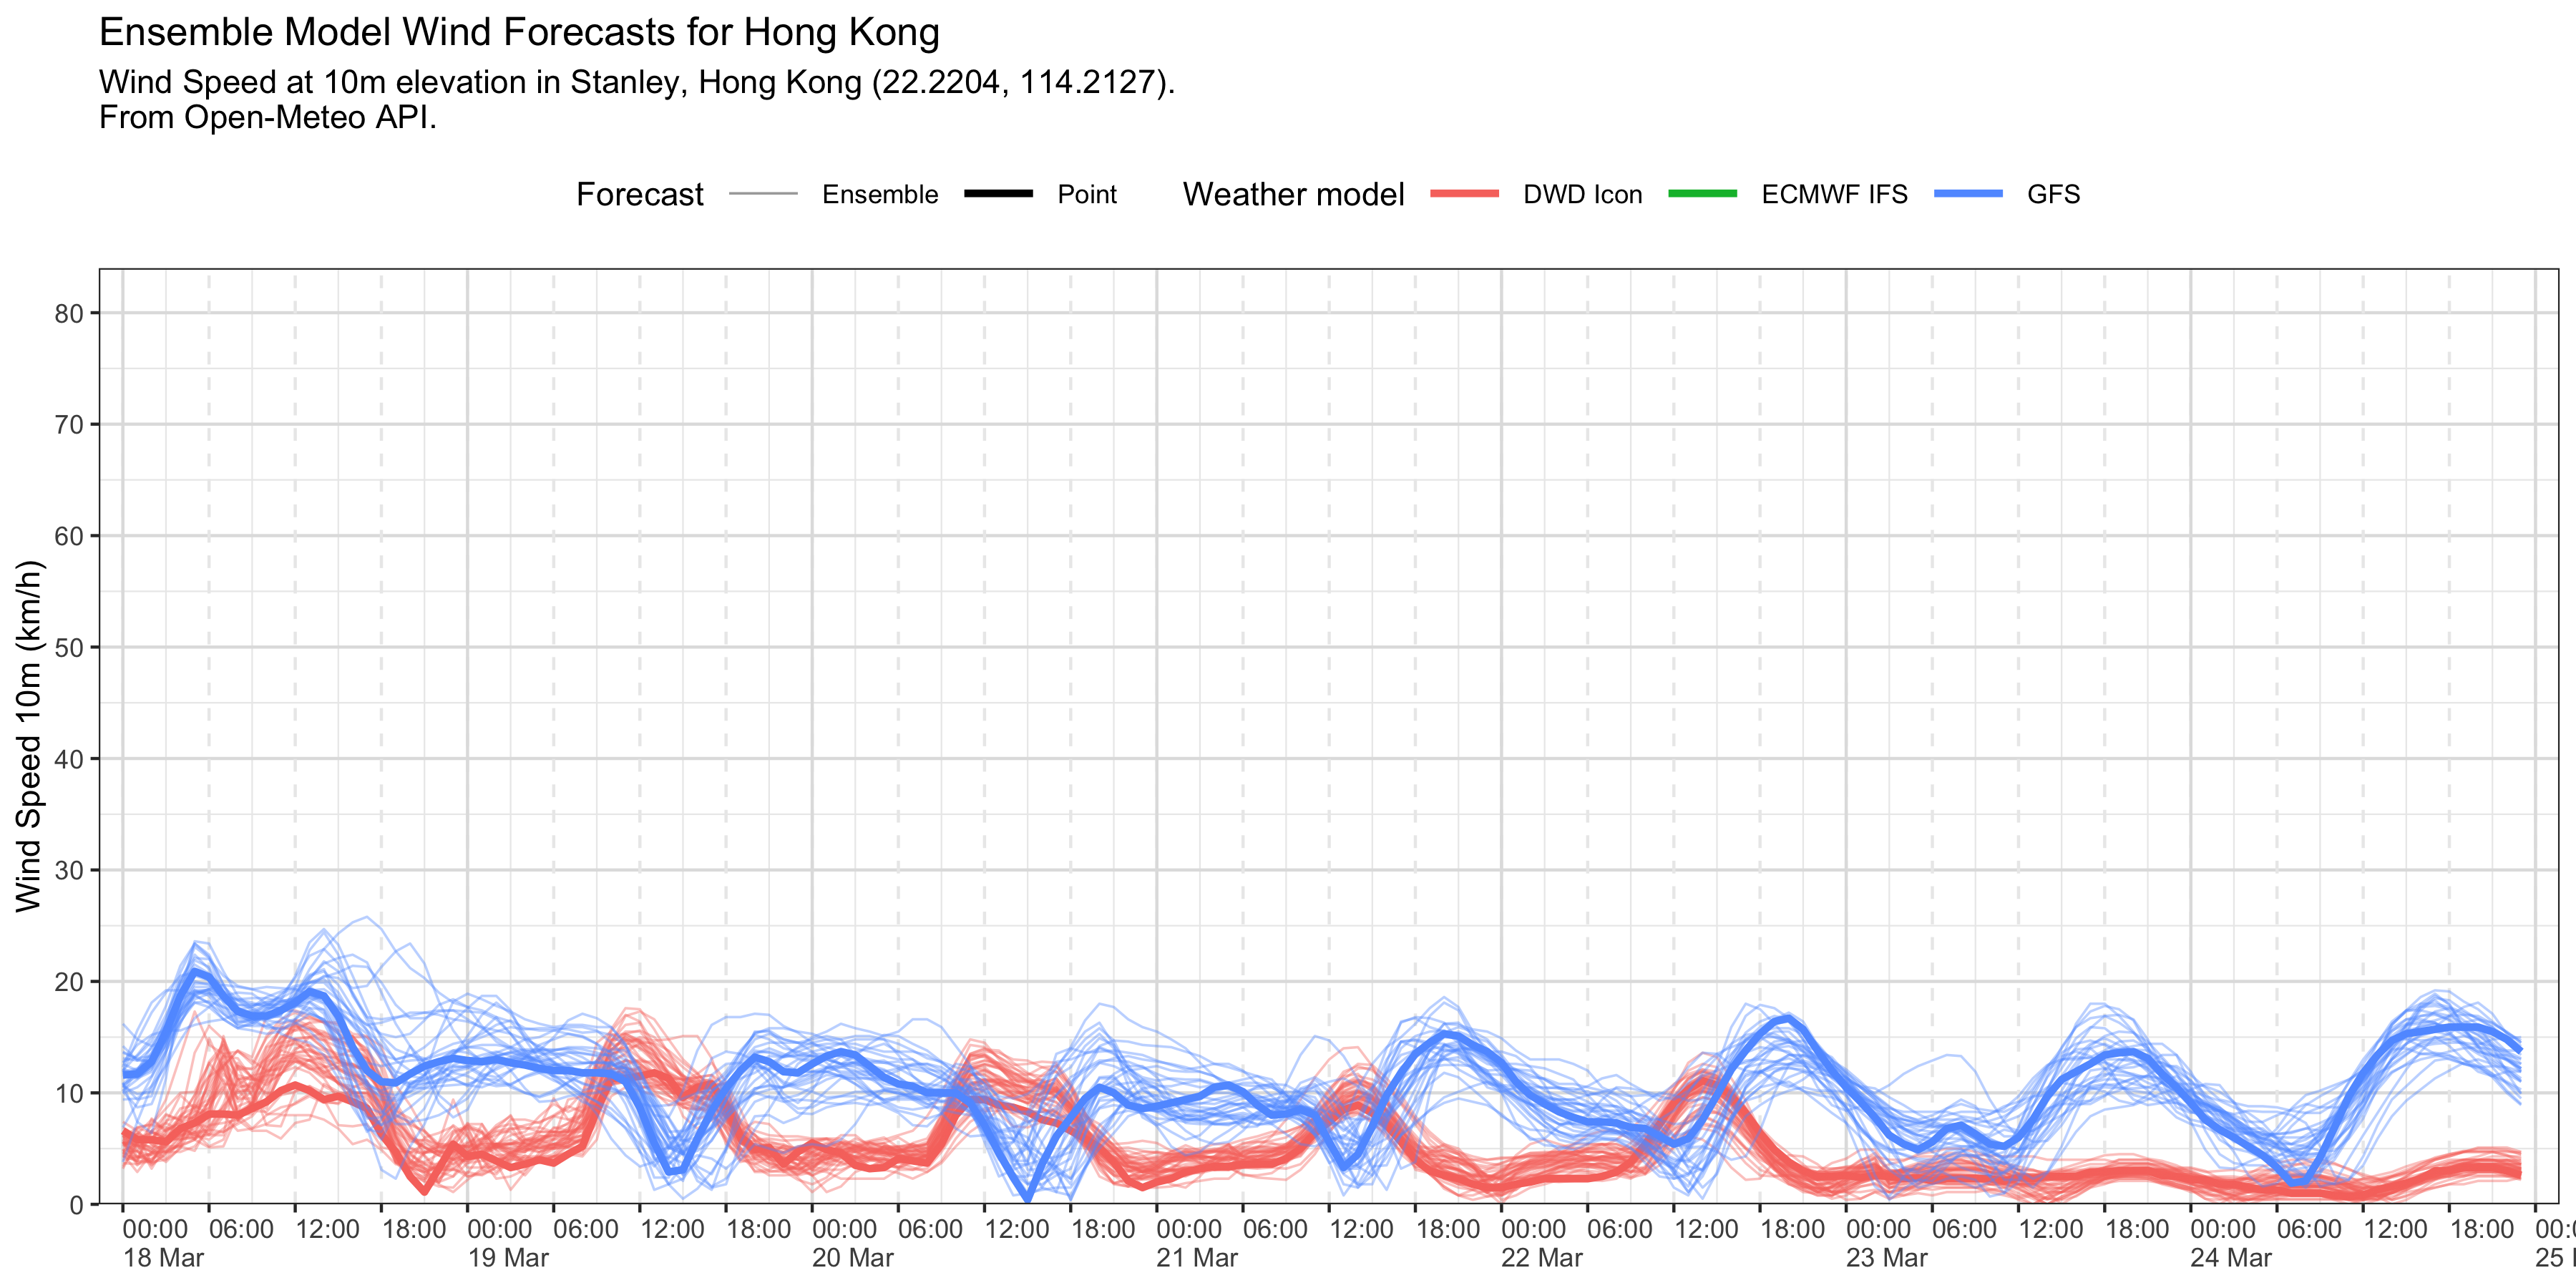 Ensemble Model Wind Forecasts for Hong Kong
Wind Speed at 10m elevation in Stanley, Hong Kong (22.2204, 114.2127).
From Open-Meteo API.
Forecast Ensemble Point Weather model DWD Icon ECMWF IFS GFS
Wind Speed 10m (km/h)
80
70
60
50
40
30
20
10
0
00:00 06:00 12:00 18:00 00:00 06:00 12:00 18:00 00:00 06:00 12:00 18:00 00:00 06:00 12:00 18:00 00:00 06:00 12:00 18:00 00:00 06:00 12:00 18:00 00:00 06:00 12:00 18:00
18 Mar 19 Mar 20 Mar 21 Mar 22 Mar 23 Mar 24 Mar 25